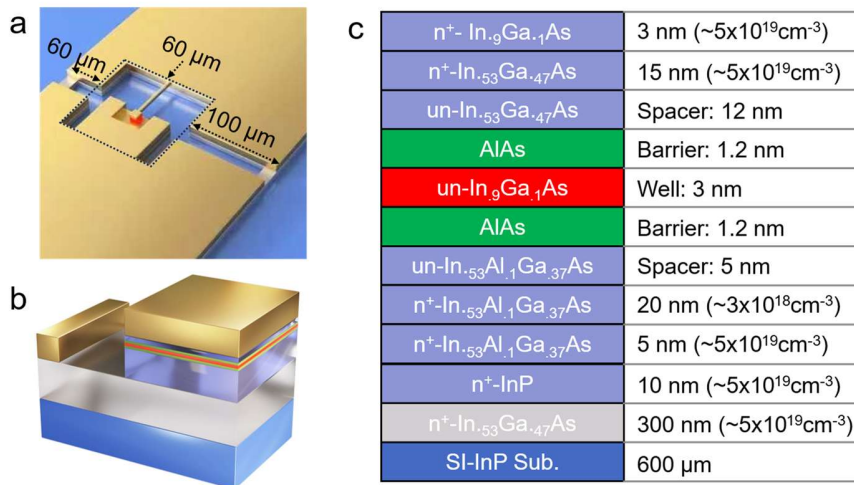 a
60 μm
60 μm
100 μm
b
c
n⁺- In.₉Ga.₁As 3 nm (~5x10¹⁹cm⁻³)
n⁺-In.₅₃Ga.₄₇As 15 nm (~5x10¹⁹cm⁻³)
un-In.₅₃Ga.₄₇As Spacer: 12 nm
AlAs Barrier: 1.2 nm
un-In.₉Ga.₁As Well: 3 nm
AlAs Barrier: 1.2 nm
un-In.₅₃Al.₁Ga.₃₇As Spacer: 5 nm
n⁺-In.₅₃Al.₁Ga.₃₇As 20 nm (~3x10¹⁸cm⁻³)
n⁺-In.₅₃Al.₁Ga.₃₇As 5 nm (~5x10¹⁹cm⁻³)
n⁺-InP 10 nm (~5x10¹⁹cm⁻³)
n⁺-In.₅₃Ga.₄₇As 300 nm (~5x10¹⁹cm⁻³)
SI-InP Sub. 600 μm